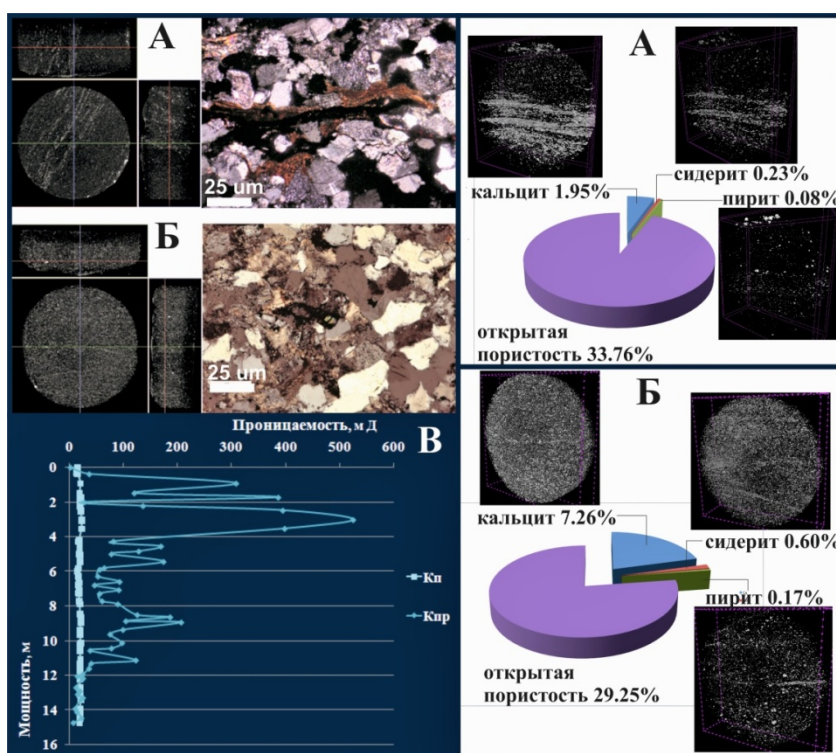 А
25 um
Б
25 um
Проницаемость, м Д
В
0 100 200 300 400 500 600
0
2
4
6
8
10
12
14
16
Мощность, м
Кп
Кпр
А
сидерит 0.23%
кальцит 1.95%
пирит 0.08%
открытая
пористость 33.76%
Б
кальцит 7.26%
сидерит 0.60%
пирит 0.17%
открытая
пористость 29.25%